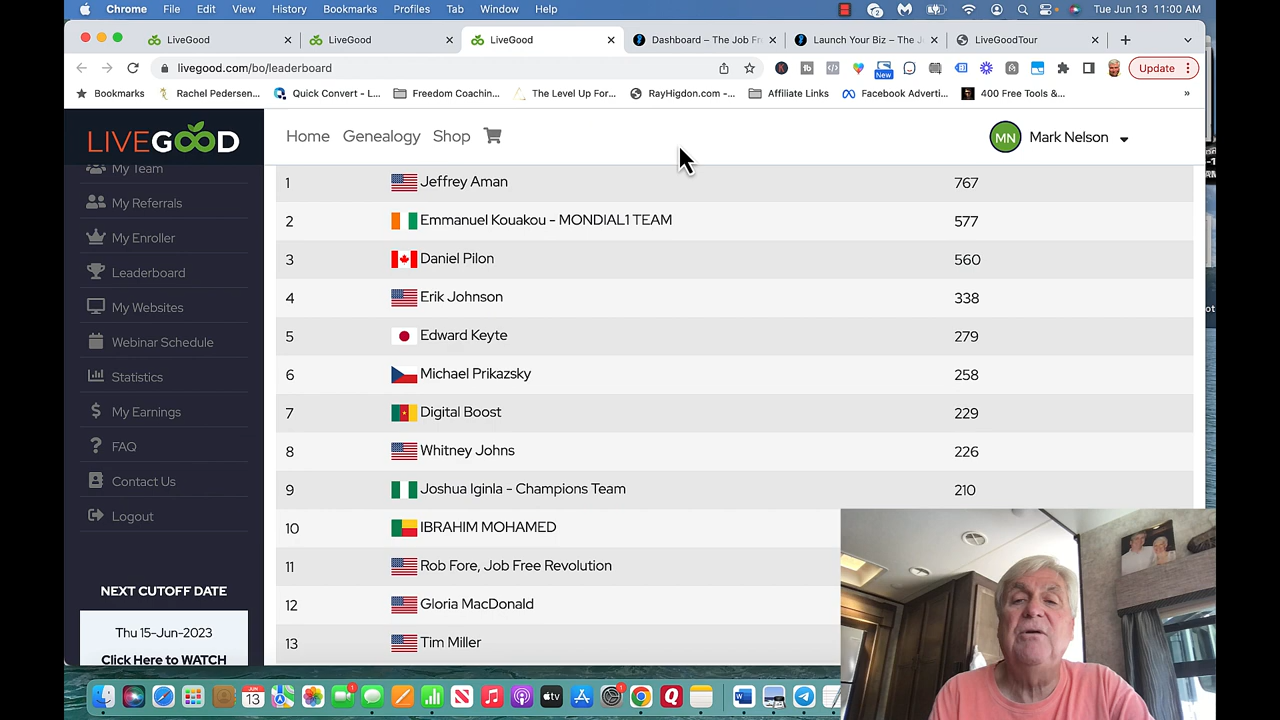 Chrome File Edit View History Bookmarks Profiles Tab Window Help Tue Jun 13 11:00 AM
LiveGood LiveGood LiveGood Dashboard – The Job Fr Launch Your Biz – The J LiveGoodTour
livegood.com/bo/leaderboard New Update
Bookmarks Rachel Pedersen-... Quick Convert - L... Freedom Coachin... The Level Up For... RayHigdon.com -... Affiliate Links Facebook Adverti... 400 Free Tools &... »
LIVEGOOD Home Genealogy Shop MN Mark Nelson
My Team
My Referrals
My Enroller
Leaderboard
My Websites
Webinar Schedule
Statistics
My Earnings
FAQ
Contact Us
Logout
NEXT CUTOFF DATE
Thu 15-Jun-2023
Click Here to WATCH
1 Jeffrey Aman 767
2 Emmanuel Kouakou - MONDIAL1 TEAM 577
3 Daniel Pilon 560
4 Erik Johnson 338
5 Edward Keyte 279
6 Michael Prikazsky 258
7 Digital Boost 229
8 Whitney Johns 226
9 Joshua Iginla - Champions Team 210
10 IBRAHIM MOHAMED
11 Rob Fore, Job Free Revolution
12 Gloria MacDonald
13 Tim Miller
JUN
13
tv